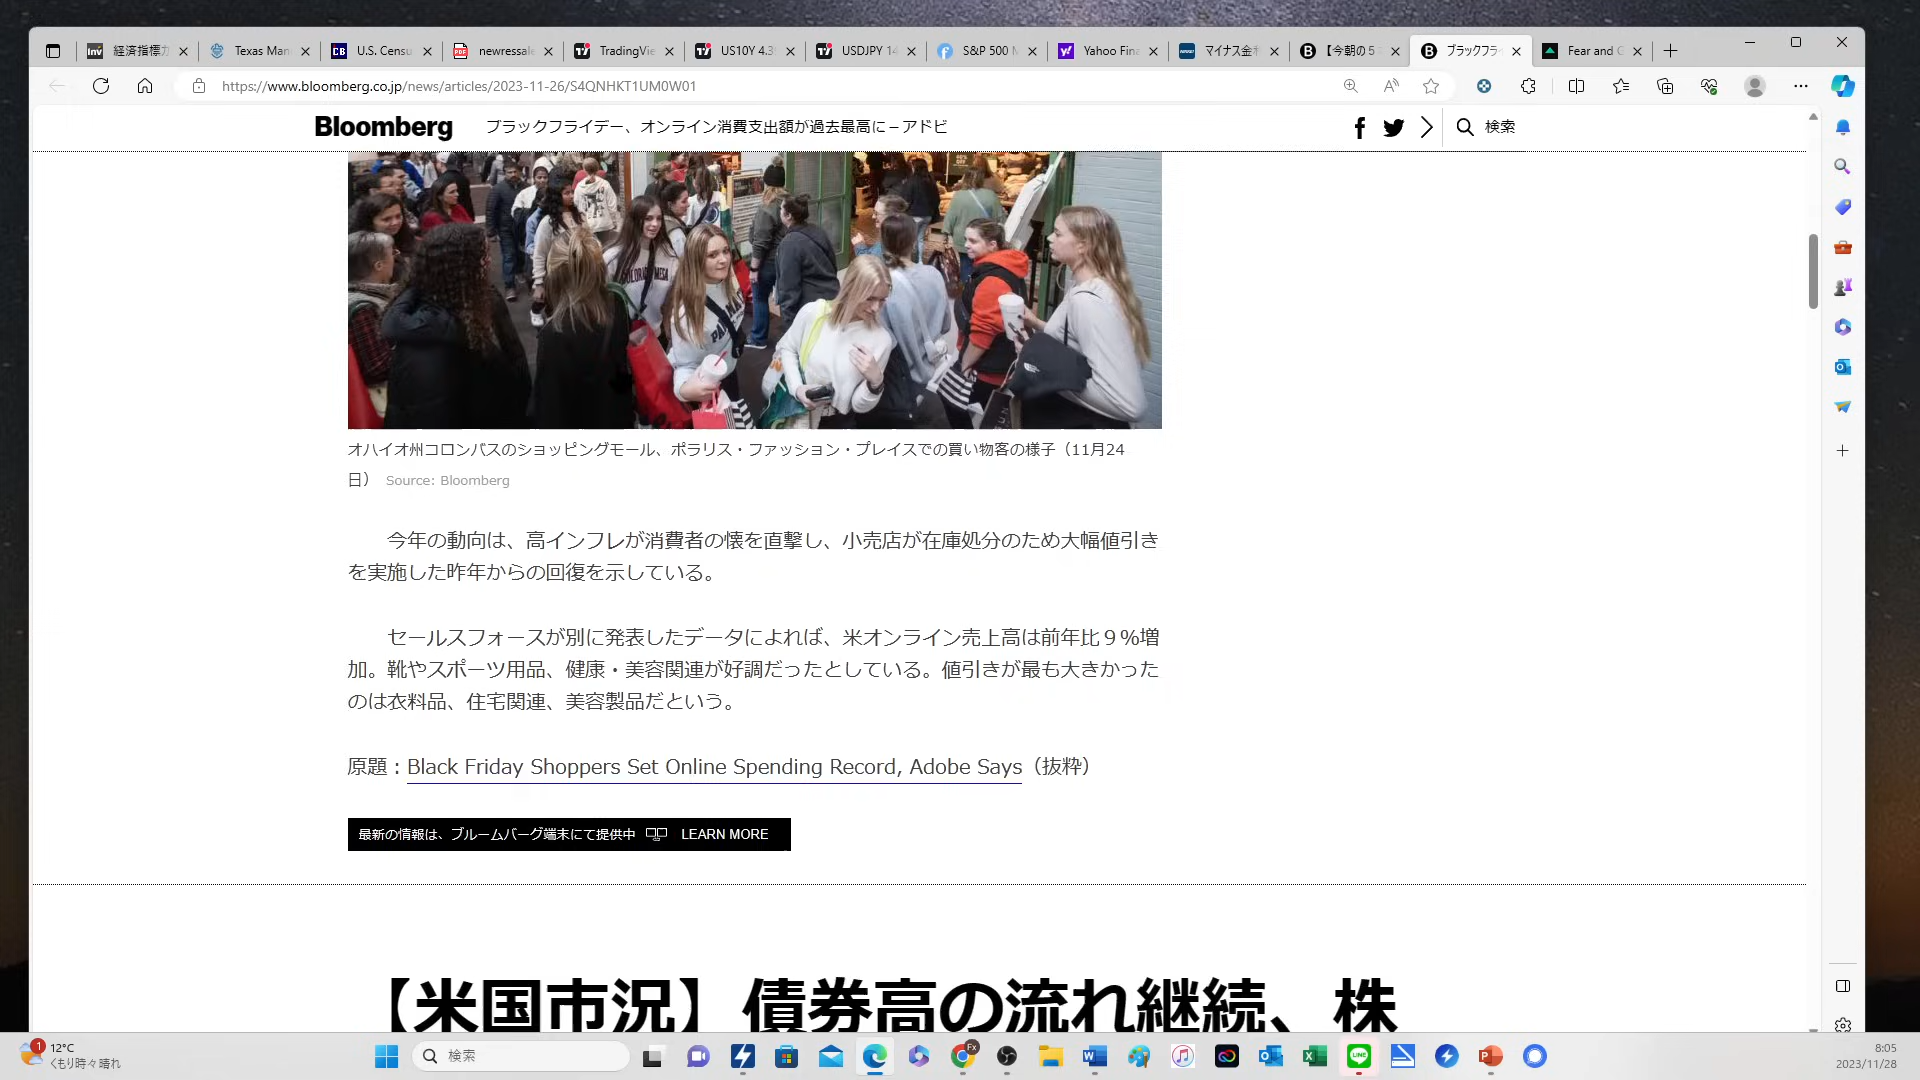 経済指標カ
Texas Man
U.S. Censu
newressale
TradingVie
US10Y 4.3
USDJPY 14
S&P 500 M
Yahoo Fina
マイナス金利
【今朝の5
ブラックフラ
Fear and G
https://www.bloomberg.co.jp/news/articles/2023-11-26/S4QNHKT1UM0W01
Bloomberg
ブラックフライデー、オンライン消費支出額が過去最高に－アドビ
検索
オハイオ州コロンバスのショッピングモール、ポラリス・ファッション・プレイスでの買い物客の様子（11月24
日） Source: Bloomberg
今年の動向は、高インフレが消費者の懐を直撃し、小売店が在庫処分のため大幅値引き
を実施した昨年からの回復を示している。
セールスフォースが別に発表したデータによれば、米オンライン売上高は前年比９％増
加。靴やスポーツ用品、健康・美容関連が好調だったとしている。値引きが最も大きかった
のは衣料品、住宅関連、美容製品だという。
原題：Black Friday Shoppers Set Online Spending Record, Adobe Says（抜粋）
最新の情報は、ブルームバーグ端末にて提供中 LEARN MORE
【米国市況】債券高の流れ継続、株
1
12°C
くもり時々晴れ
検索
Fx
LINE
8:05
2023/11/28